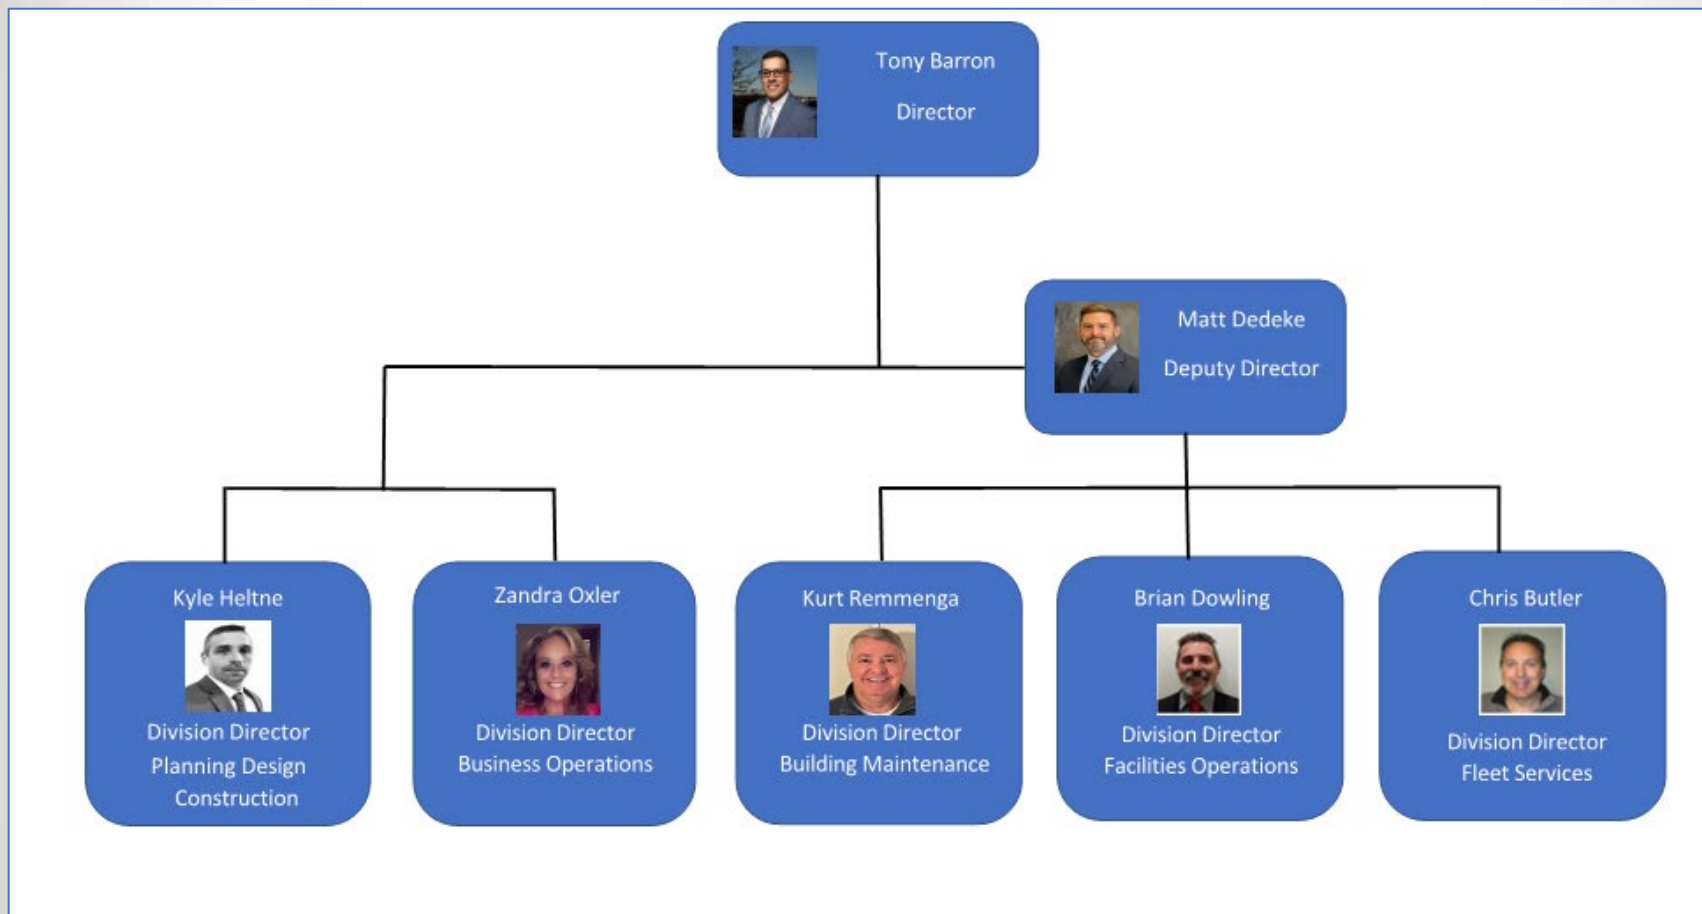 Tony Barron
Director
Matt Dedeke
Deputy Director
Kyle Heltne
Division Director
Planning Design
Construction
Zandra Oxler
Division Director
Business Operations
Kurt Remmenga
Division Director
Building Maintenance
Brian Dowling
Division Director
Facilities Operations
Chris Butler
Division Director
Fleet Services